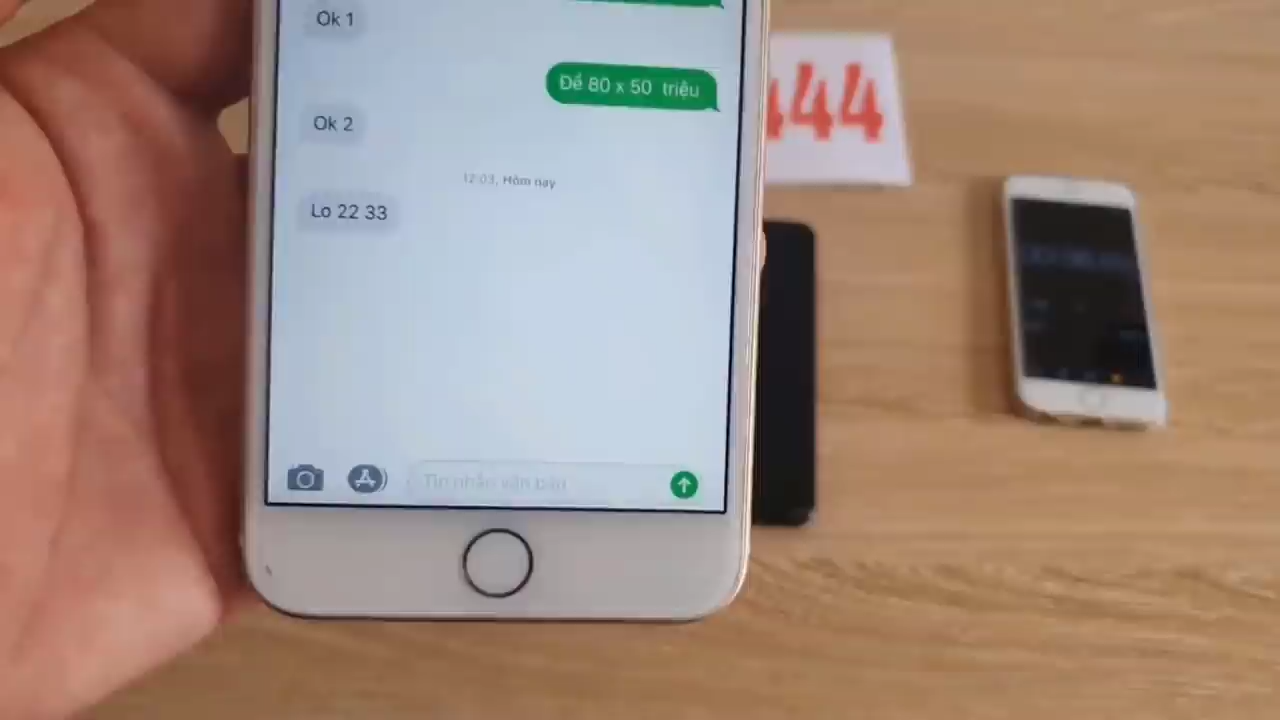 Ok 1
Đề 80 x 50 triệu
Ok 2
12:03, Hôm nay
Lo 22 33
Tin nhắn văn bản
444